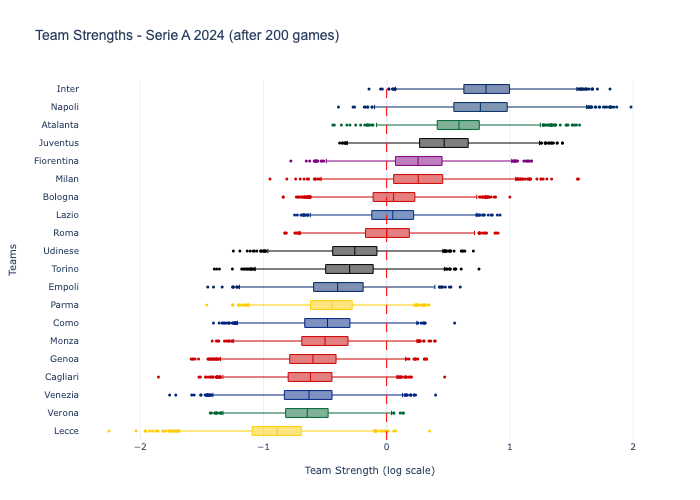 Team Strengths - Serie A 2024 (after 200 games)
Inter
Napoli
Atalanta
Juventus
Fiorentina
Milan
Bologna
Lazio
Roma
Udinese
Torino
Empoli
Parma
Como
Monza
Genoa
Cagliari
Venezia
Verona
Lecce
Teams
−2 −1 0 1 2
Team Strength (log scale)